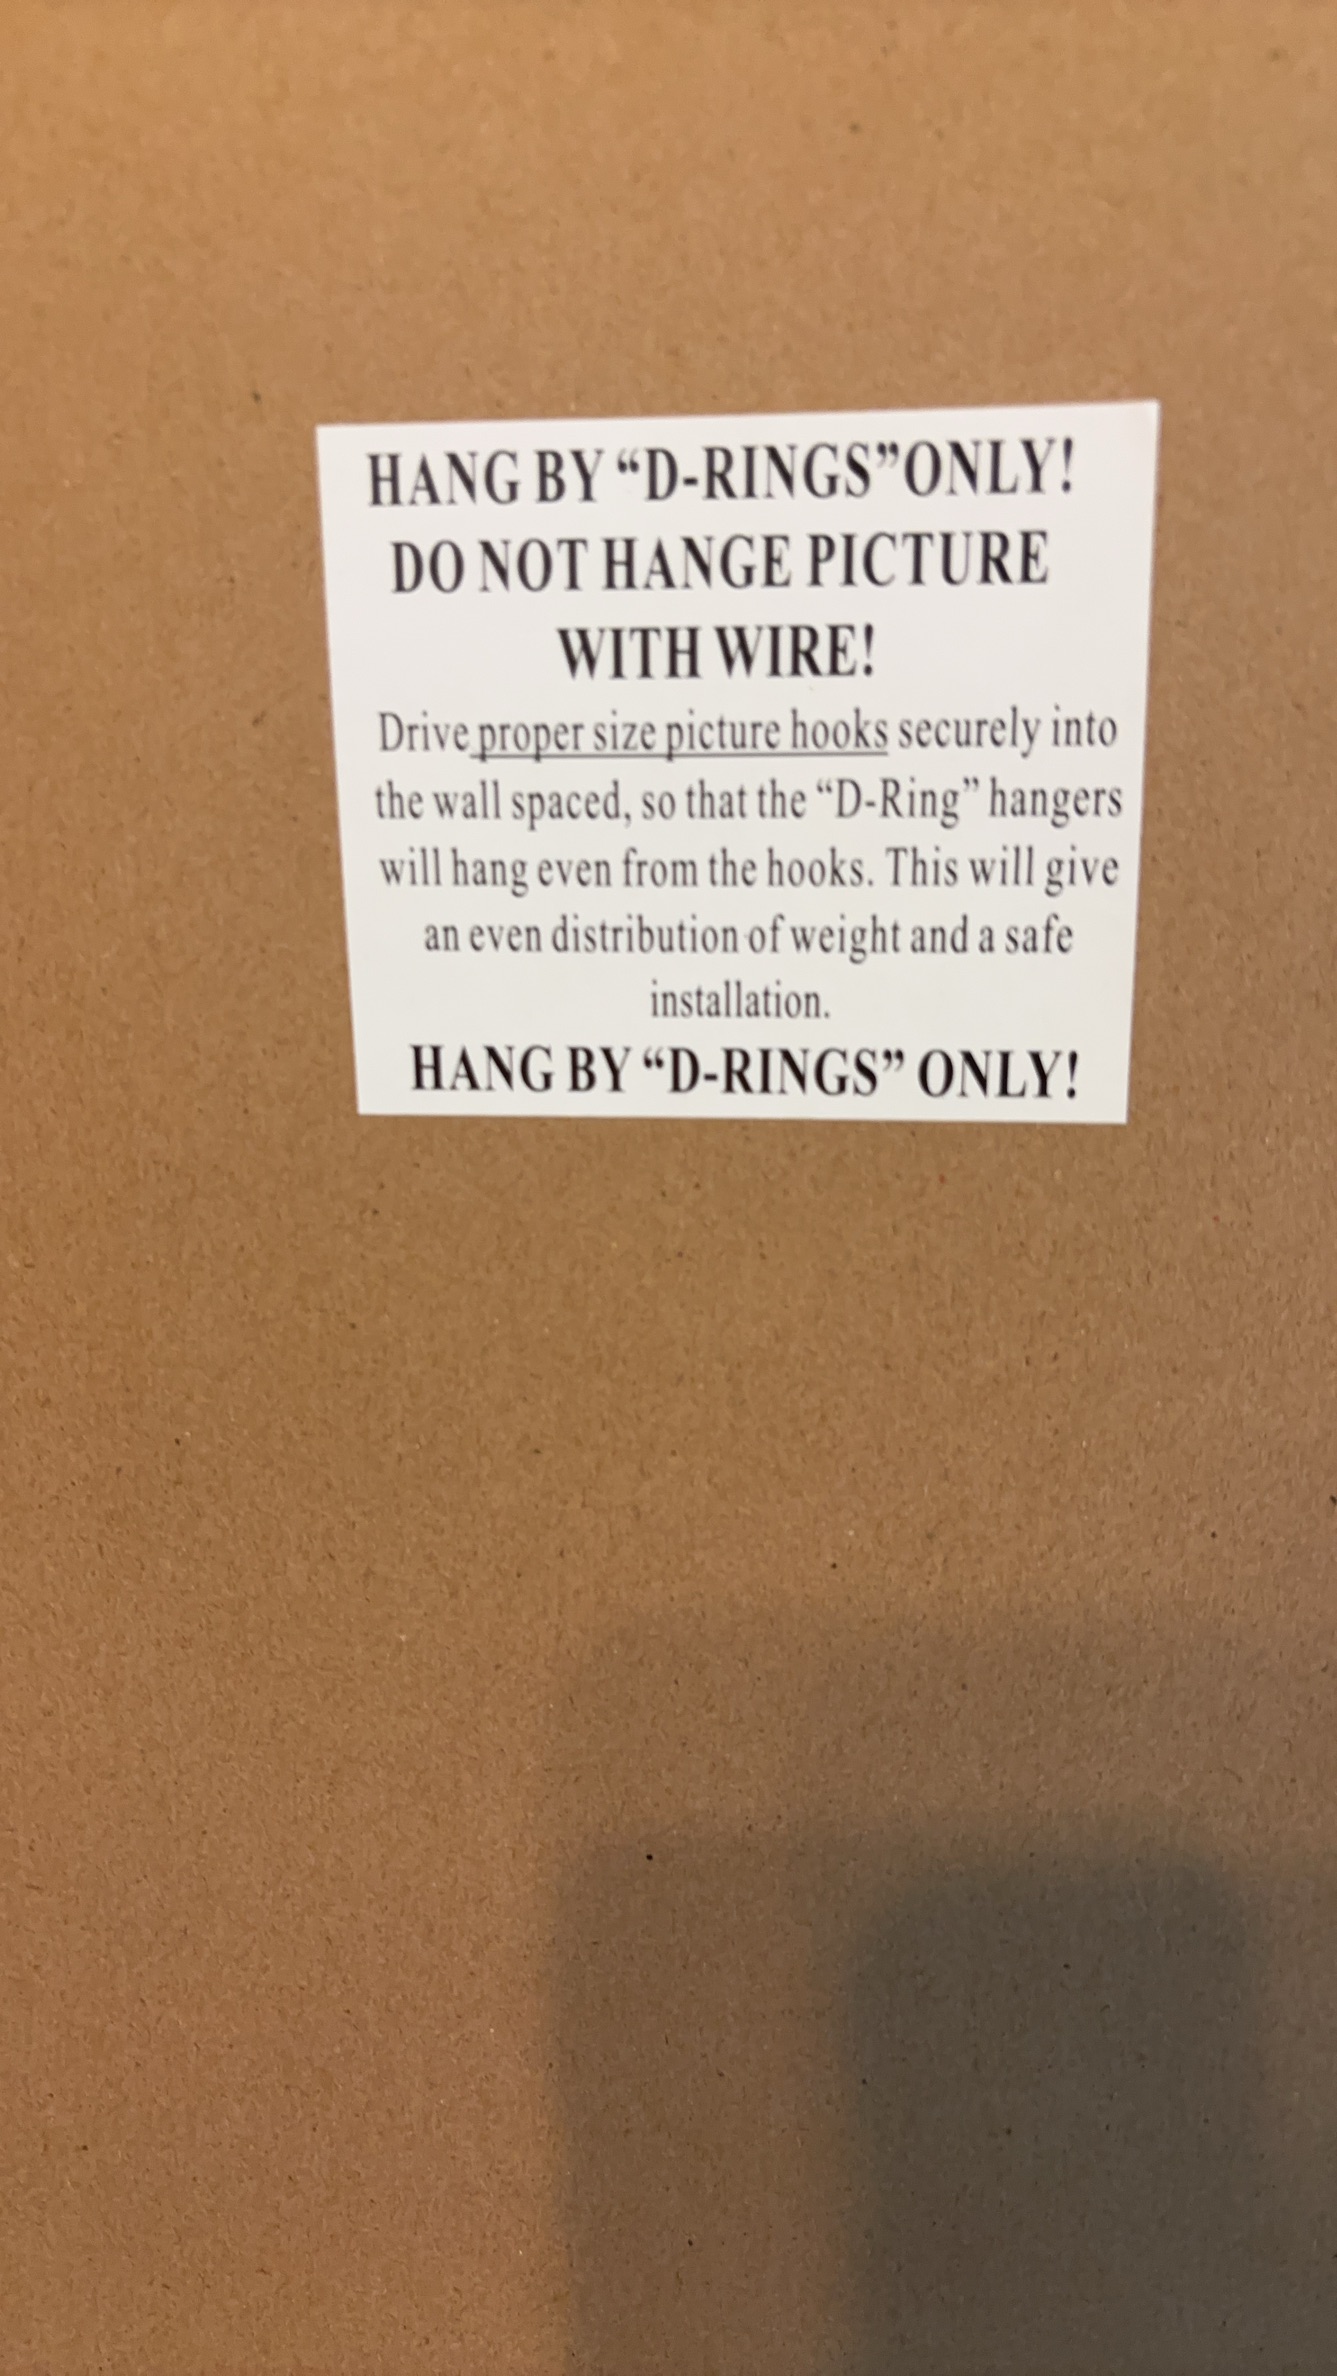 HANG BY “D-RINGS”ONLY!
DO NOT HANGE PICTURE
WITH WIRE!
Drive proper size picture hooks securely into
the wall spaced, so that the “D-Ring” hangers
will hang even from the hooks. This will give
an even distribution of weight and a safe
installation.
HANG BY “D-RINGS” ONLY!